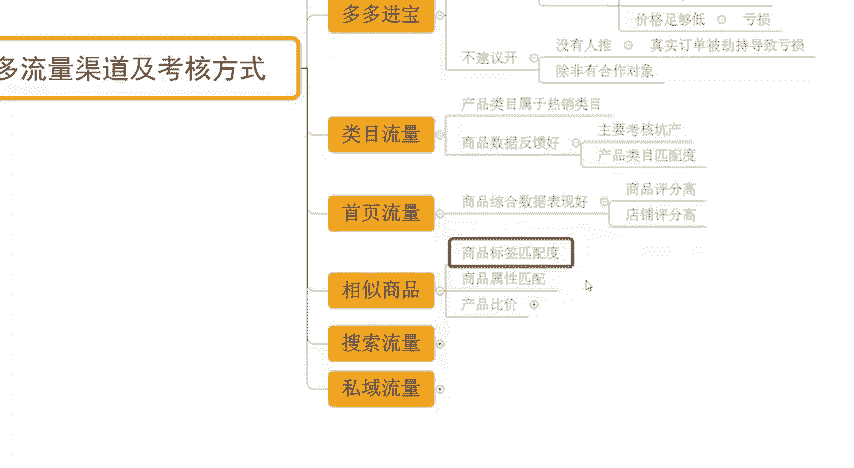 多多进宝
价格足够低
亏损
不建议开
没有人推
真实订单被劫持导致亏损
除非有合作对象
多流量渠道及考核方式
类目流量
产品类目属于热销类目
商品数据反馈好
主要考核坑产
产品类目匹配度
首页流量
商品综合数据表现好
商品评分高
店铺评分高
相似商品
商品标签匹配度
商品属性匹配
产品比价
搜索流量
私域流量